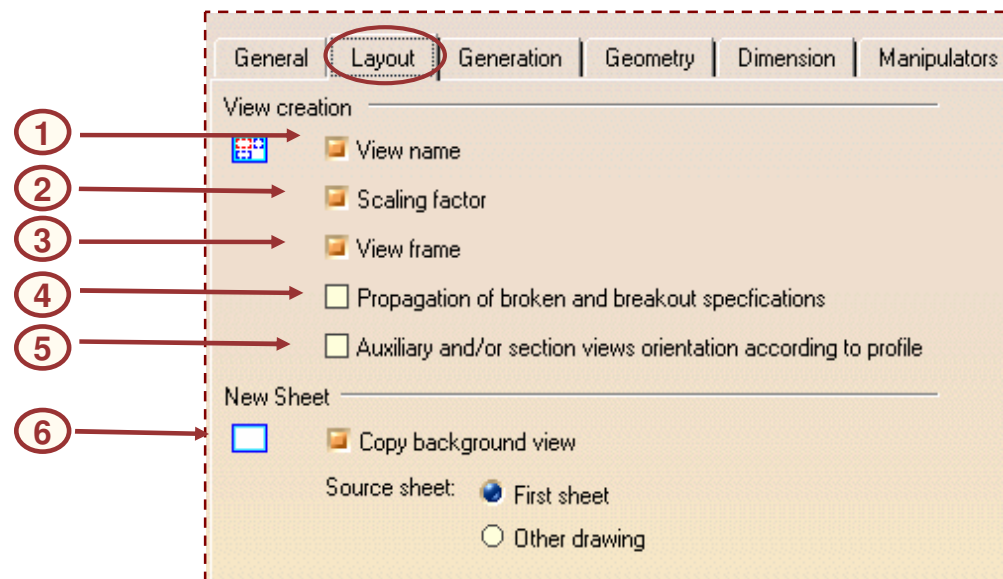 General Layout Generation Geometry Dimension Manipulators
View creation
1
View name
2
Scaling factor
3
View frame
4
Propagation of broken and breakout specfications
5
Auxiliary and/or section views orientation according to profile
New Sheet
6
Copy background view
Source sheet: First sheet
Other drawing